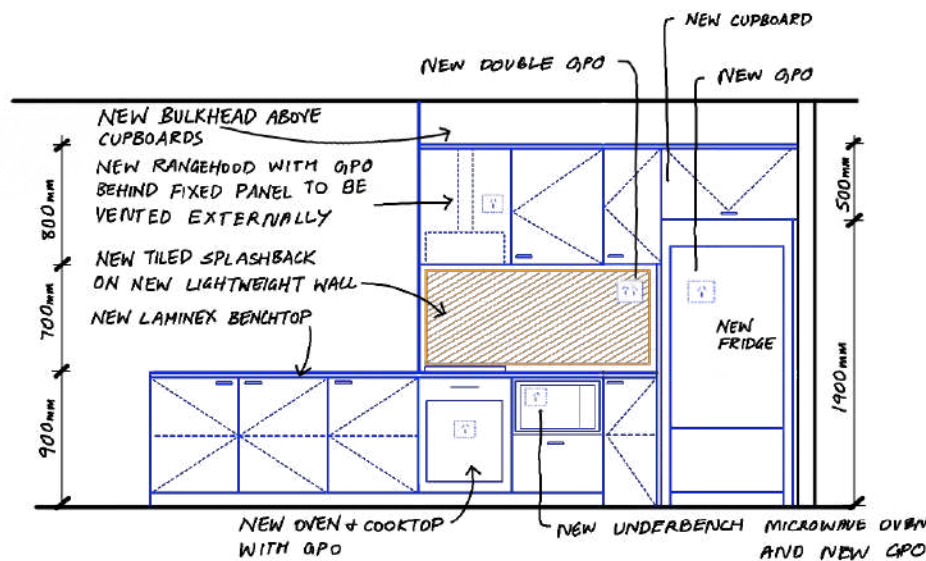 NEW CUPBOARD
NEW DOUBLE GPO
NEW GPO
NEW BULKHEAD ABOVE
CUPBOARDS
NEW RANGEHOOD WITH GPO
BEHIND FIXED PANEL TO BE
VENTED EXTERNALLY
NEW TILED SPLASHBACK
ON NEW LIGHTWEIGHT WALL
NEW LAMINEX BENCHTOP
800mm
700mm
900mm
500mm
1900mm
NEW
FRIDGE
NEW OVEN + COOKTOP
WITH GPO
NEW UNDERBENCH MICROWAVE OVEN
AND NEW GPO